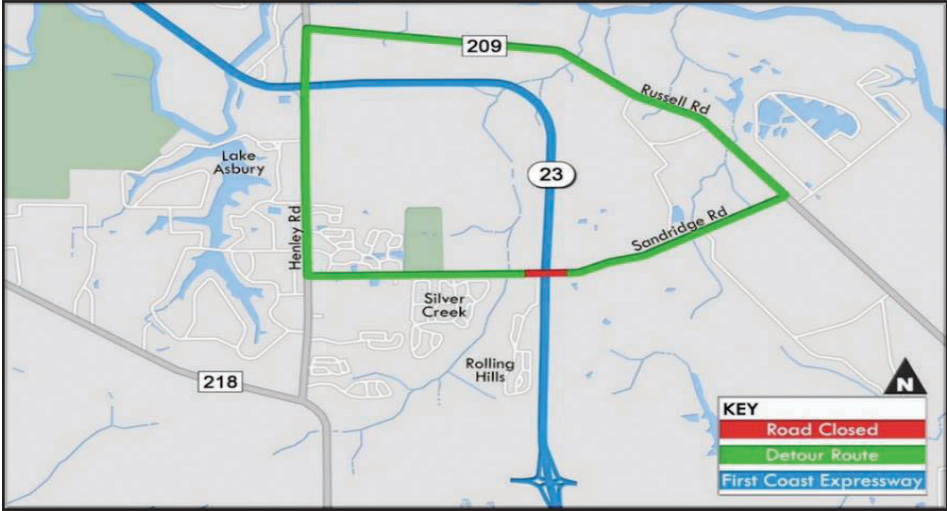 209
Russell Rd
Lake
Asbury
23
Henley Rd
Sandridge Rd
Silver
Creek
Rolling
Hills
218
N
KEY
Road Closed
Detour Route
First Coast Expressway